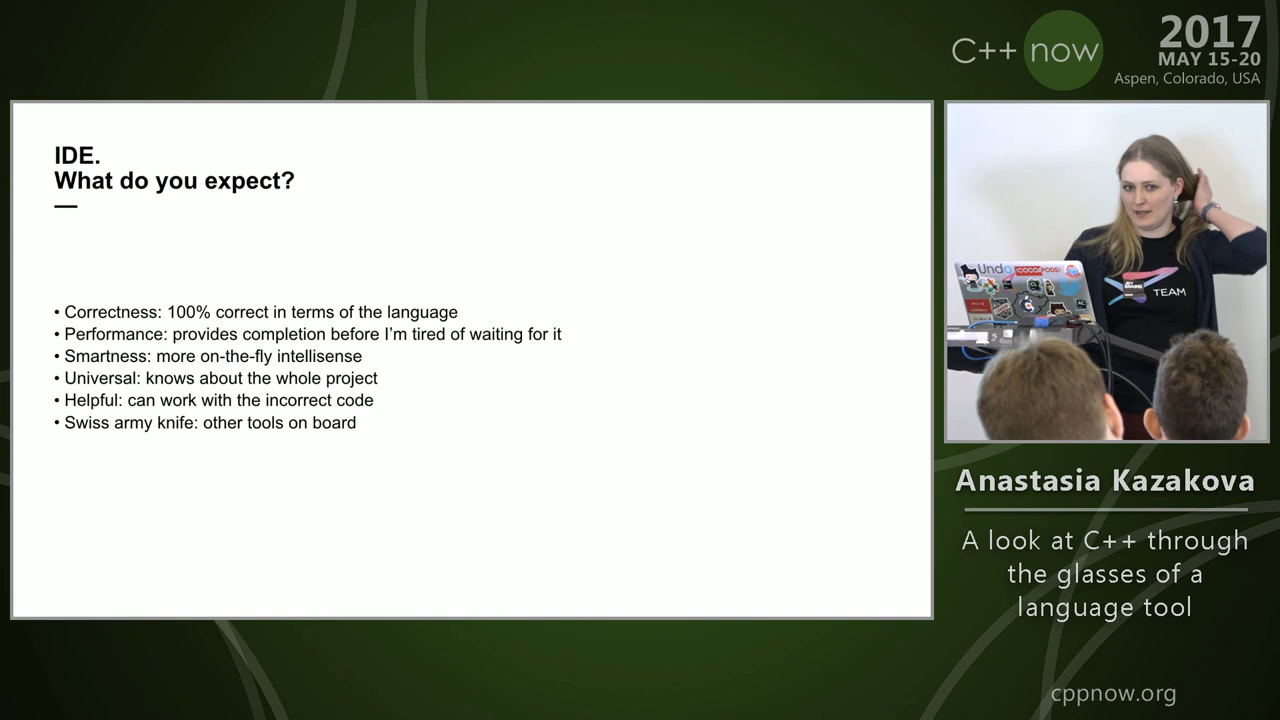 C++ now
2017
MAY 15-20
Aspen, Colorado, USA
IDE.
What do you expect?
• Correctness: 100% correct in terms of the language
• Performance: provides completion before I’m tired of waiting for it
• Smartness: more on-the-fly intellisense
• Universal: knows about the whole project
• Helpful: can work with the incorrect code
• Swiss army knife: other tools on board
Undo
COCOAPODS
TEAM
Anastasia Kazakova
A look at C++ through
the glasses of a
language tool
cppnow.org